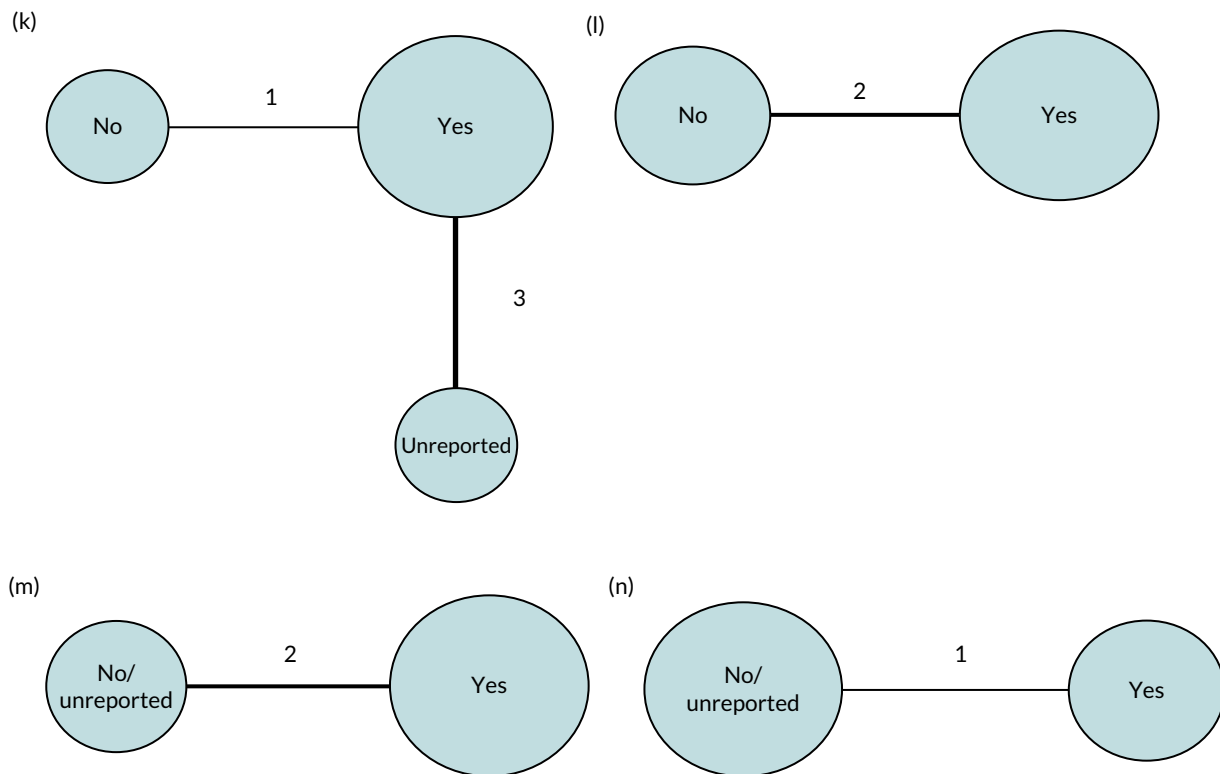 (k)
No
1
Yes
3
Unreported
(l)
No
2
Yes
(m)
No/
unreported
2
Yes
(n)
No/
unreported
1
Yes